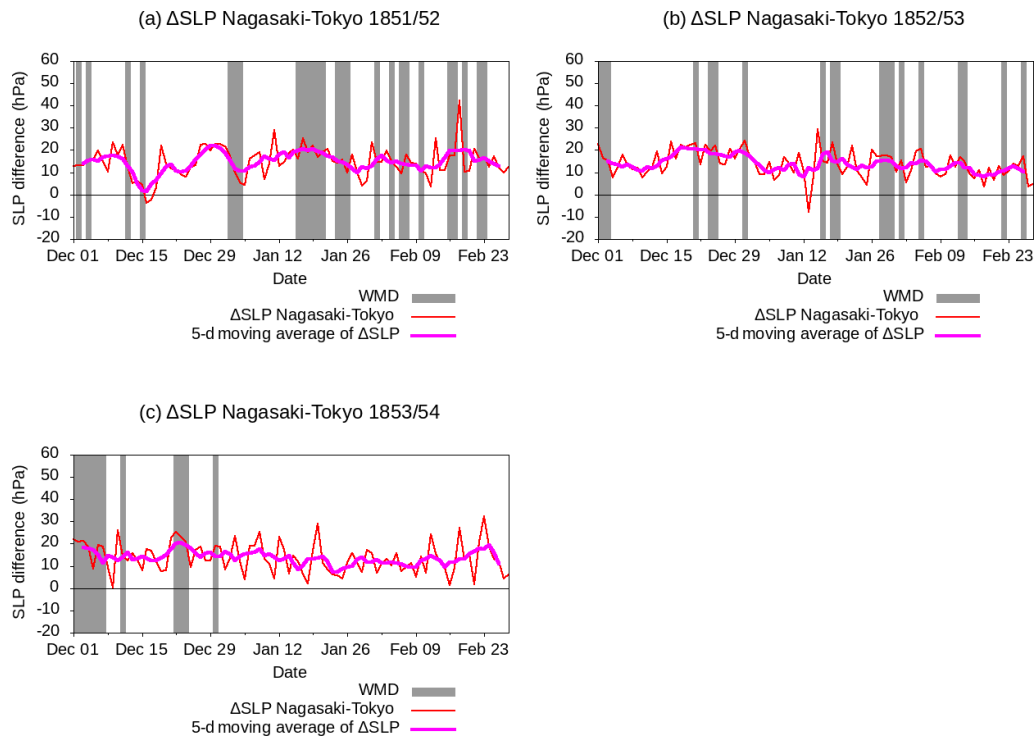 (a) ΔSLP Nagasaki-Tokyo 1851/52
SLP difference (hPa)
60
50
40
30
20
10
0
-10
-20
Dec 01 Dec 15 Dec 29 Jan 12 Jan 26 Feb 09 Feb 23
Date
WMD
ΔSLP Nagasaki-Tokyo
5-d moving average of ΔSLP
(b) ΔSLP Nagasaki-Tokyo 1852/53
SLP difference (hPa)
60
50
40
30
20
10
0
-10
-20
Dec 01 Dec 15 Dec 29 Jan 12 Jan 26 Feb 09 Feb 23
Date
WMD
ΔSLP Nagasaki-Tokyo
5-d moving average of ΔSLP
(c) ΔSLP Nagasaki-Tokyo 1853/54
SLP difference (hPa)
60
50
40
30
20
10
0
-10
-20
Dec 01 Dec 15 Dec 29 Jan 12 Jan 26 Feb 09 Feb 23
Date
WMD
ΔSLP Nagasaki-Tokyo
5-d moving average of ΔSLP